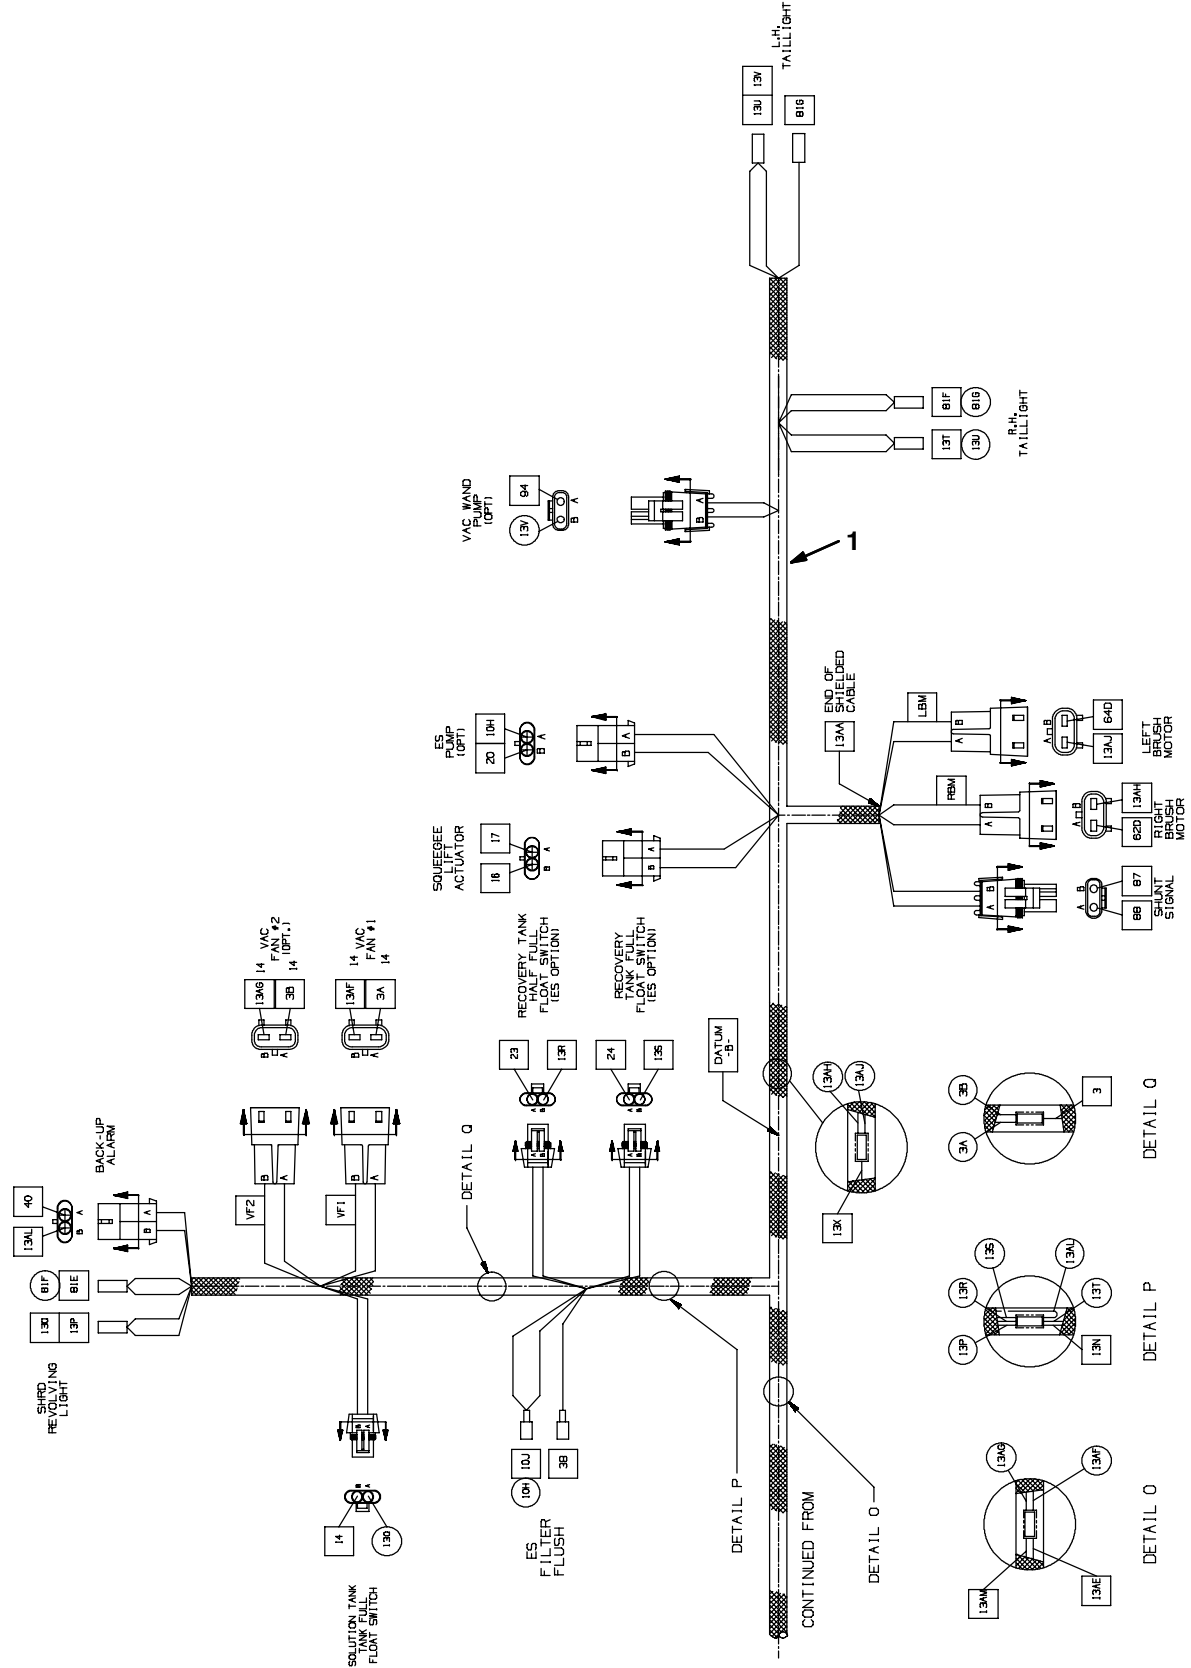 L.H.
TAILLIGHT
13U
13V
81G
R.H.
TAILLIGHT
81F
81G
13T
13U
VAC WAND
PUMP
(OPT)
94
13V
A
B
A
B
1
ES
PUMP
(OPT)
10H
20
A
B
A
B
SQUEEGEE
LIFT
ACTUATOR
17
16
A
B
A
B
END OF
SHIELDED
CABLE
13AA
LBM
B
A
B
A
64D
13AJ
LEFT
BRUSH
MOTOR
RBM
B
A
B
A
13AH
62D
RIGHT
BRUSH
MOTOR
B
A
B
A
87
88
SHUNT
SIGNAL
14 VAC
FAN #2
(OPT.)
14
13AG
3B
B
A
14 VAC
FAN #1
14
13AF
3A
B
A
RECOVERY TANK
HALF FULL
FLOAT SWITCH
(ES OPTION)
23
13R
A
B
A
B
RECOVERY
TANK FULL
FLOAT SWITCH
(ES OPTION)
24
13S
A
B
A
B
DATUM
-B-
13AH
13AJ
13X
BACK-UP
ALARM
40
13AL
A
B
A
B
VF2
B
A
VF1
B
A
81F
81E
13Q
13P
SHRD
REVOLVING
LIGHT
DETAIL Q
B
A
B
A
14
13Q
SOLUTION TANK
TANK FULL
FLOAT SWITCH
10J
10H
38
ES
FILTER
FLUSH
DETAIL P
DETAIL O
CONTINUED FROM
3B
3A
3
DETAIL Q
13S
13R
13P
13AL
13T
13N
DETAIL P
13AG
13AF
13AM
13AE
DETAIL O